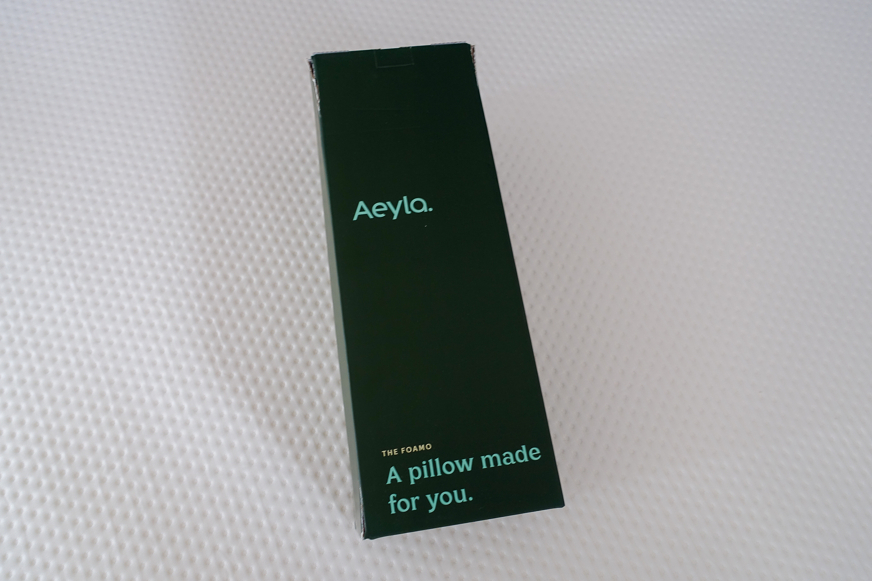 Aeyla.
THE FOAMO
A pillow made
for you.